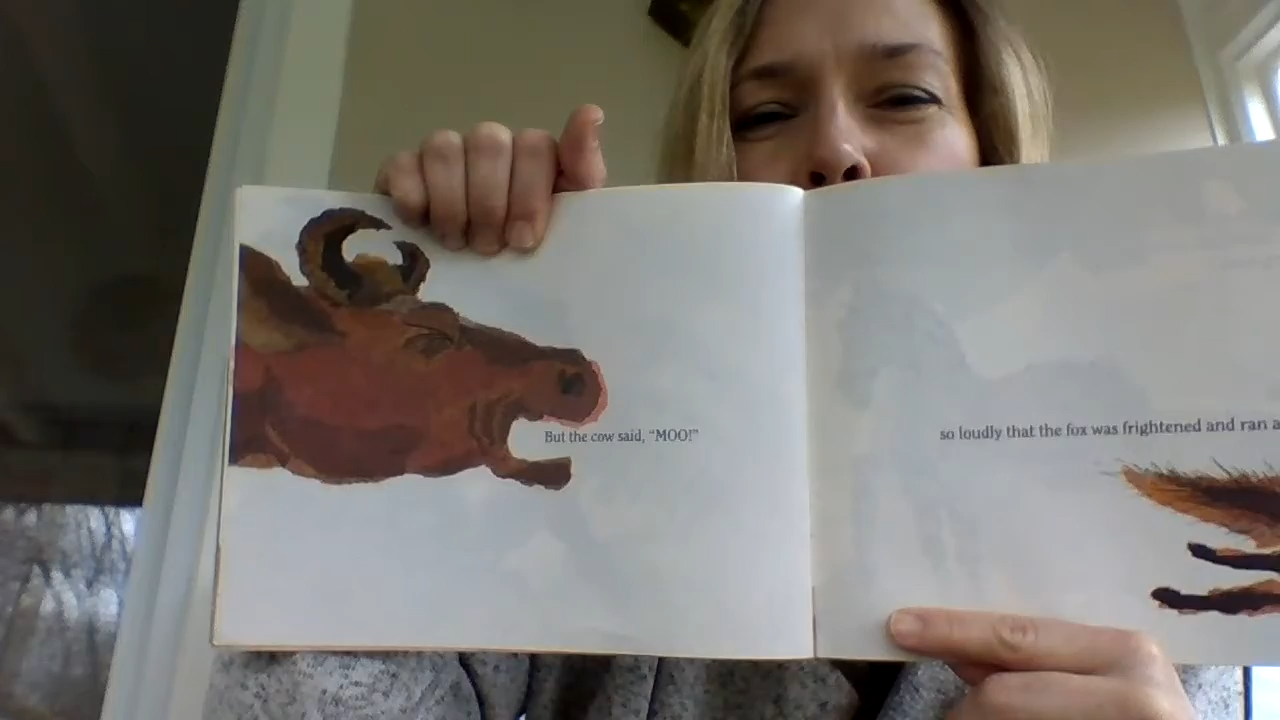 But the cow said, “MOO!”
so loudly that the fox was frightened and ran